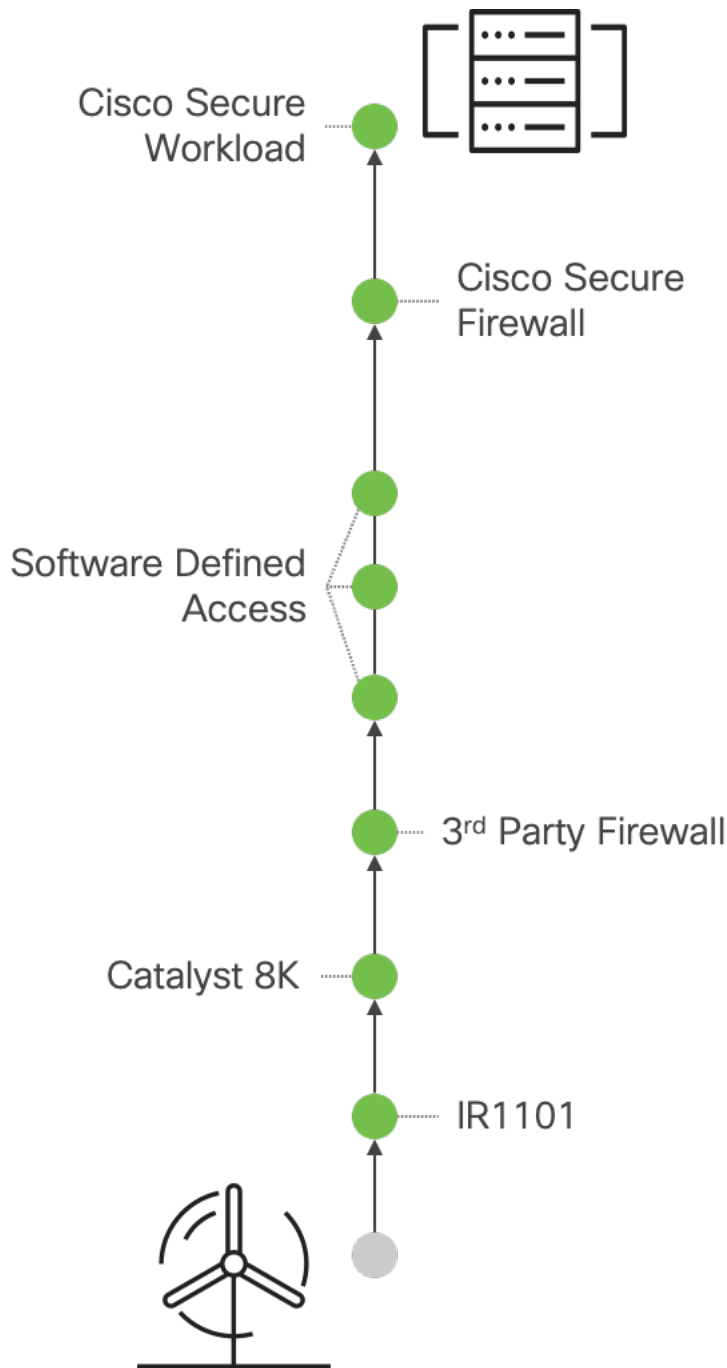 Cisco Secure
Workload
Cisco Secure
Firewall
Software Defined
Access
3rd Party Firewall
Catalyst 8K
IR1101